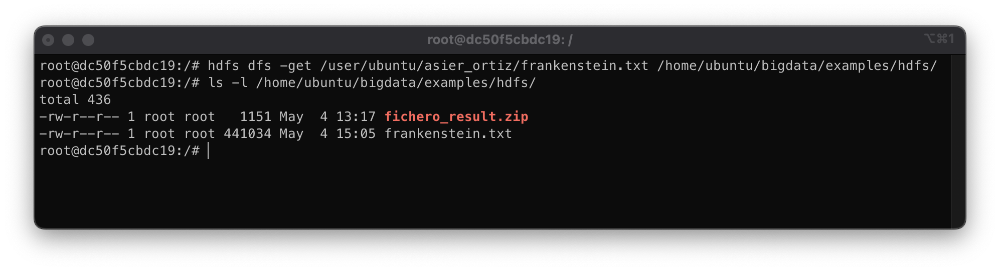 root@dc50f5cbdc19: /
⌥⌘1
root@dc50f5cbdc19:/# hdfs dfs -get /user/ubuntu/asier_ortiz/frankenstein.txt /home/ubuntu/bigdata/examples/hdfs/
root@dc50f5cbdc19:/# ls -l /home/ubuntu/bigdata/examples/hdfs/
total 436
-rw-r--r-- 1 root root   1151 May  4 13:17 fichero_result.zip
-rw-r--r-- 1 root root 441034 May  4 15:05 frankenstein.txt
root@dc50f5cbdc19:/#